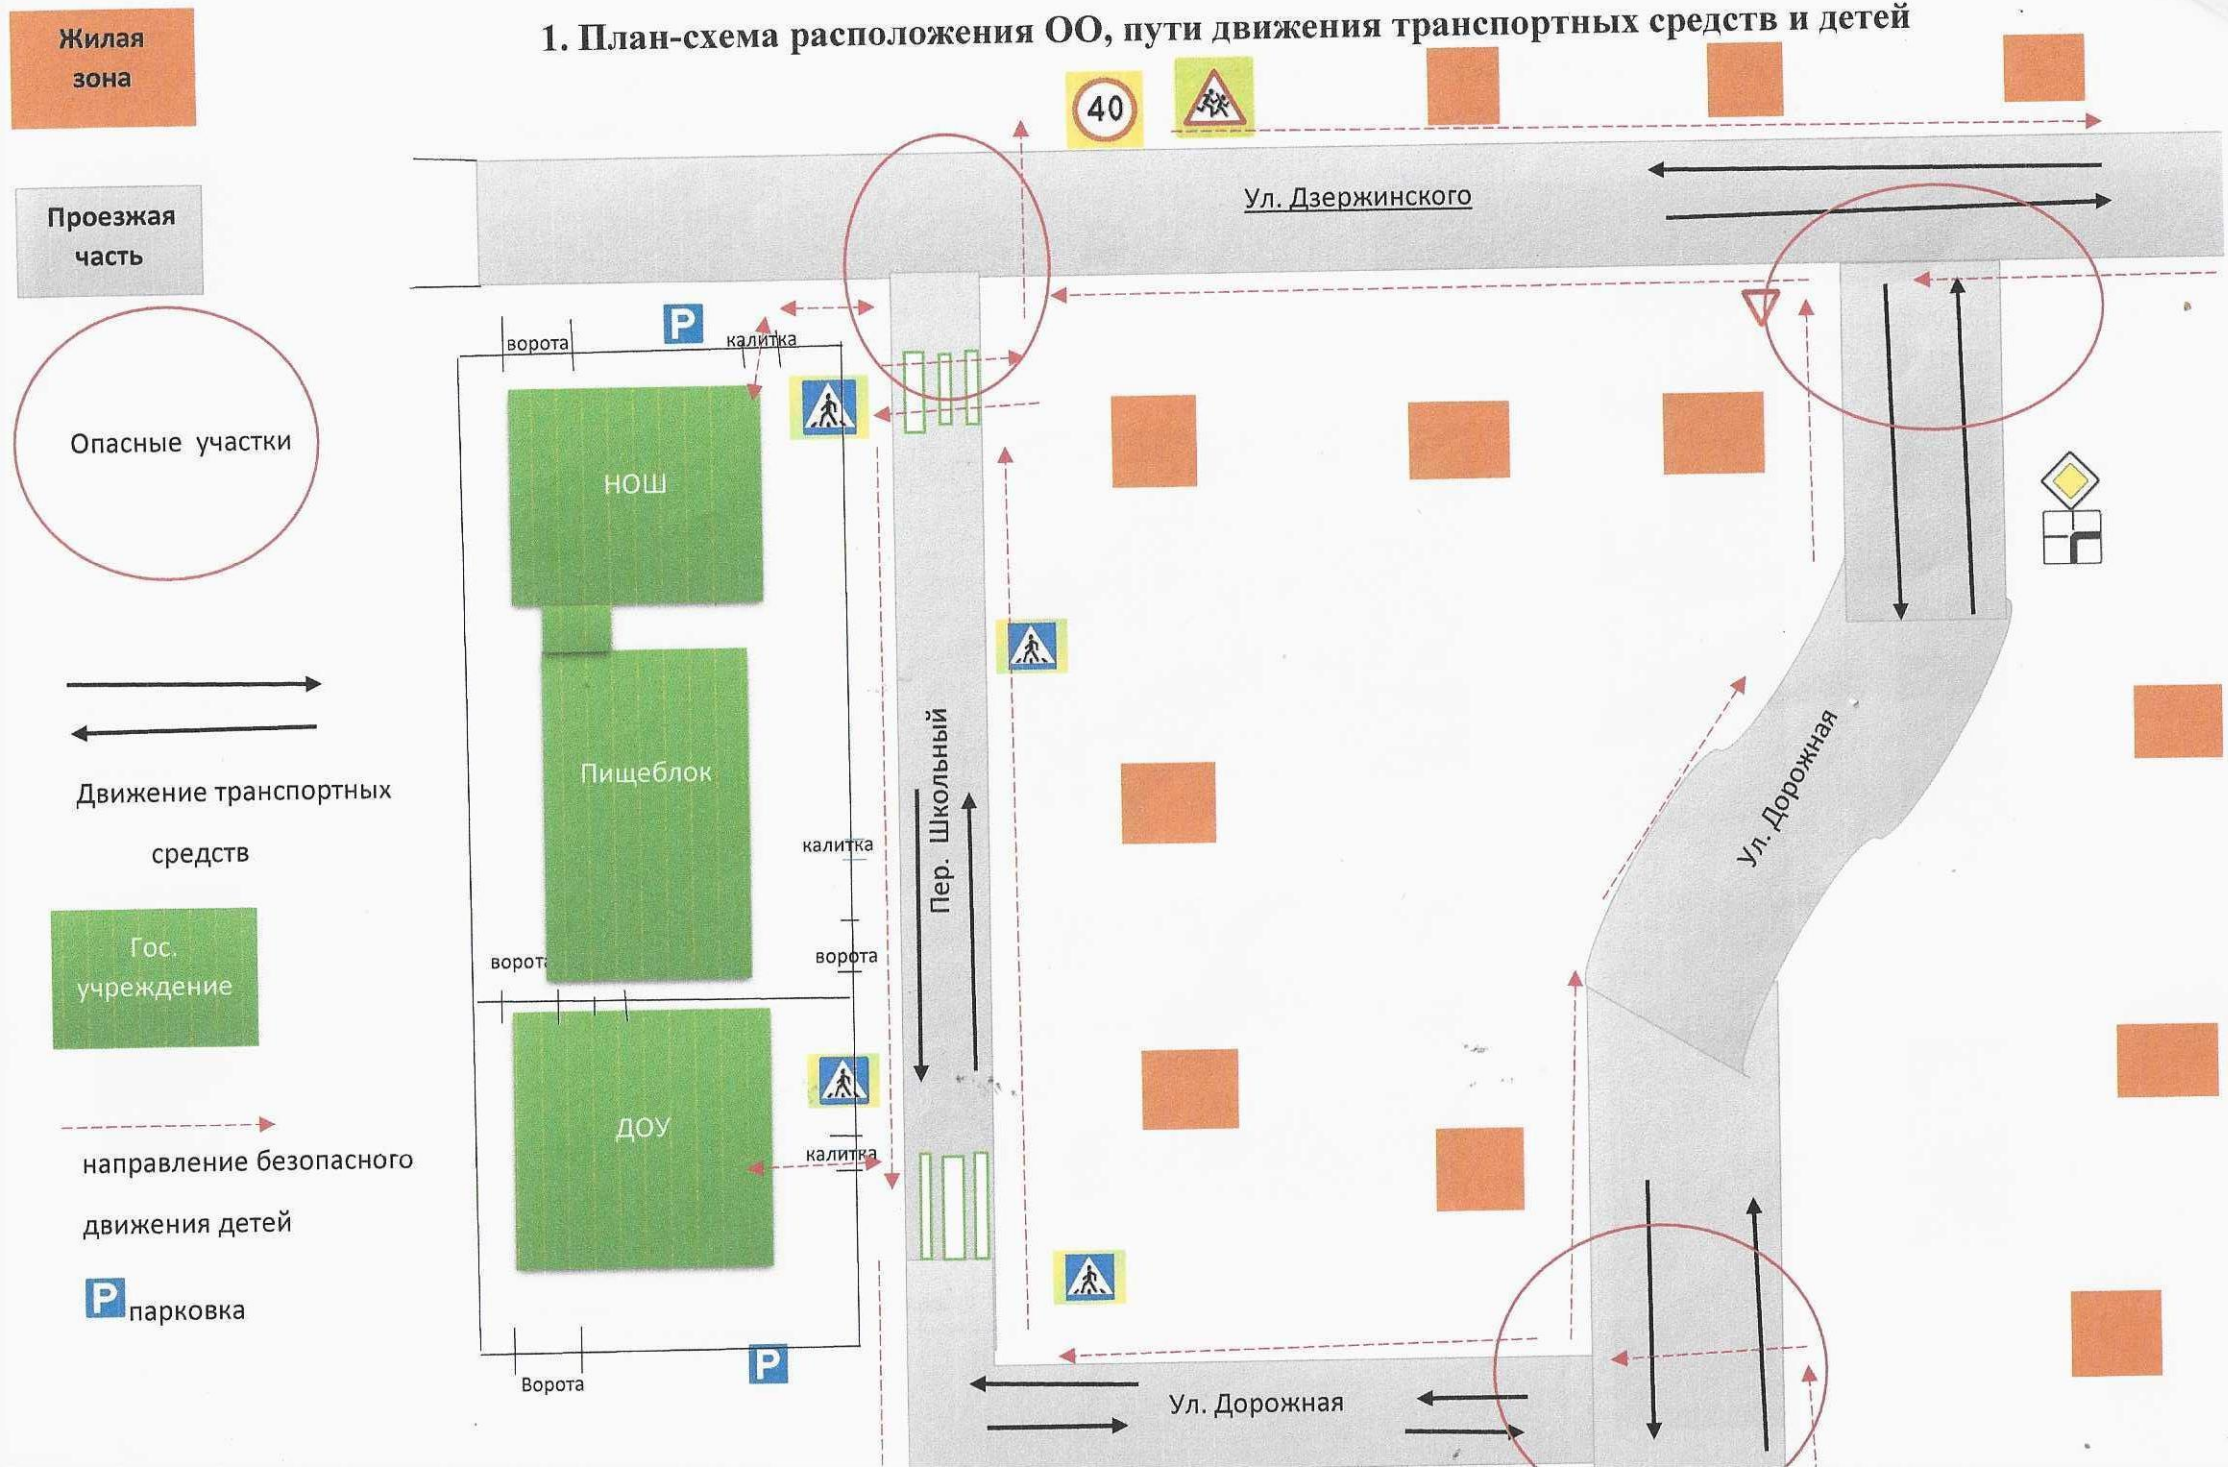 1. План-схема расположения ОО, пути движения транспортных средств и детей
Жилая
зона
Проезжая
часть
Опасные участки
Движение транспортных
средств
Гос.
учреждение
направление безопасного
движения детей
P парковка
40
Ул. Дзержинского
P
ворота
калитка
НОШ
Пищеблок
калитка
ворота
ворота
ДОУ
калитка
Ворота
P
Пер. Школьный
Ул. Дорожная
Ул. Дорожная